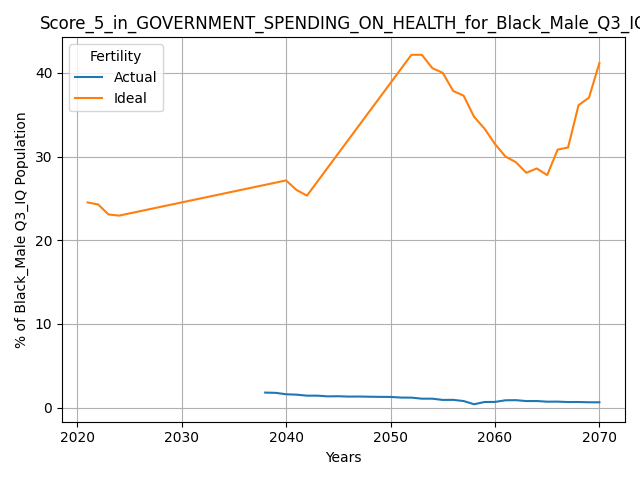 Score_5_in_GOVERNMENT_SPENDING_ON_HEALTH_for_Black_Male_Q3_IQ
Fertility
Actual
Ideal
% of Black_Male Q3_IQ Population
40
30
20
10
0
2020 2030 2040 2050 2060 2070
Years